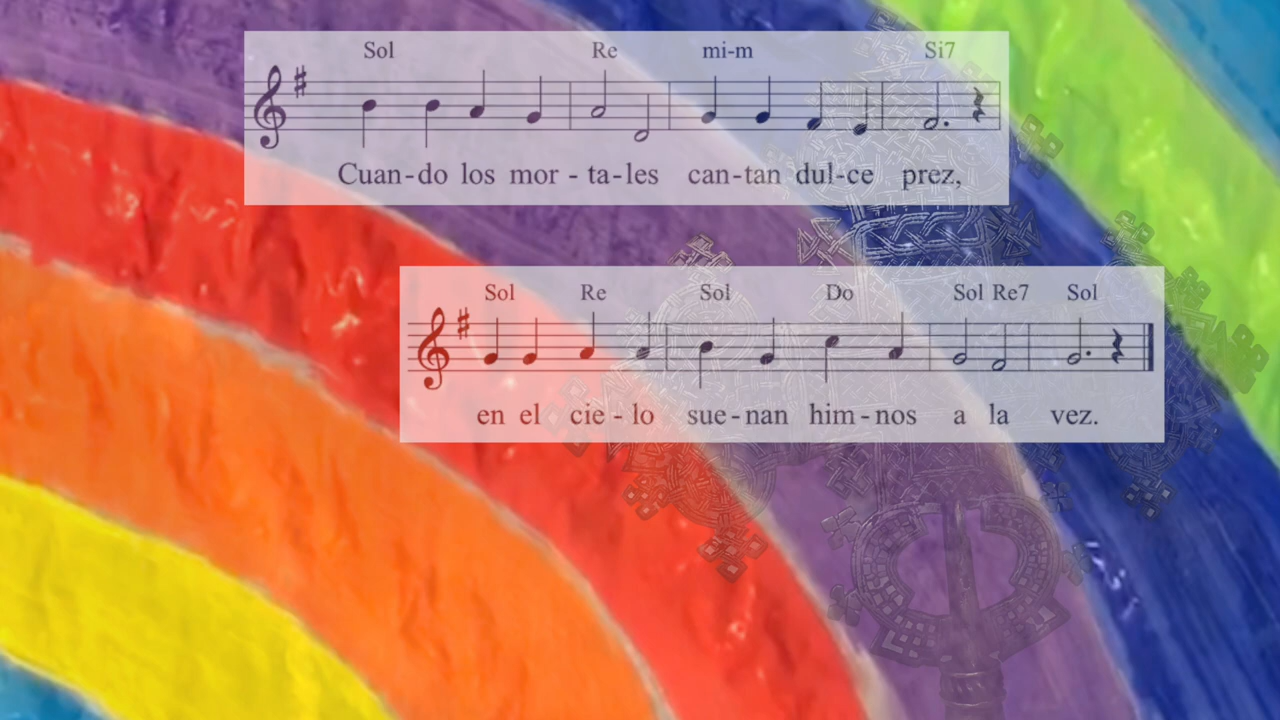 Sol Re mi-m Si7
Cuan-do los mor - ta-les can-tan dul-ce prez,
Sol Re Sol Do Sol Re7 Sol
en el cie - lo sue-nan him-nos a la vez.